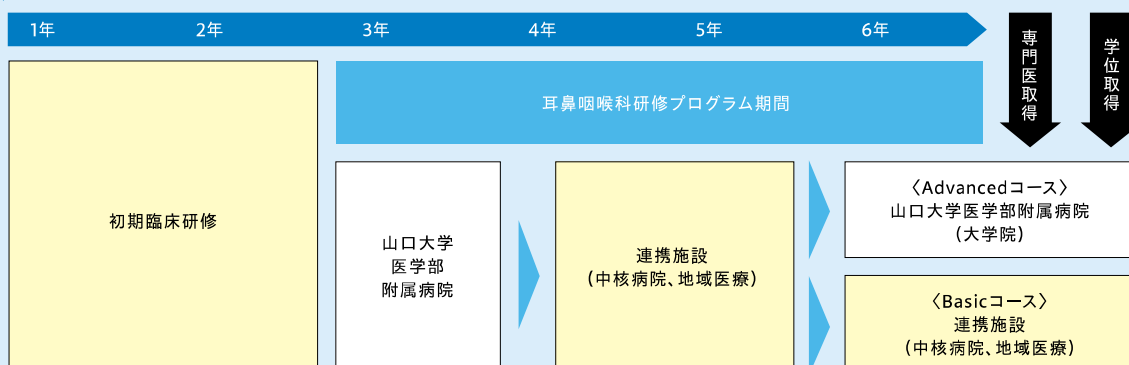 1年 2年 3年 4年 5年 6年
専門医取得
学位取得
耳鼻咽喉科研修プログラム期間
初期臨床研修
山口大学
医学部
附属病院
連携施設
(中核病院、地域医療)
〈Advancedコース〉
山口大学医学部附属病院
(大学院)
〈Basicコース〉
連携施設
(中核病院、地域医療)